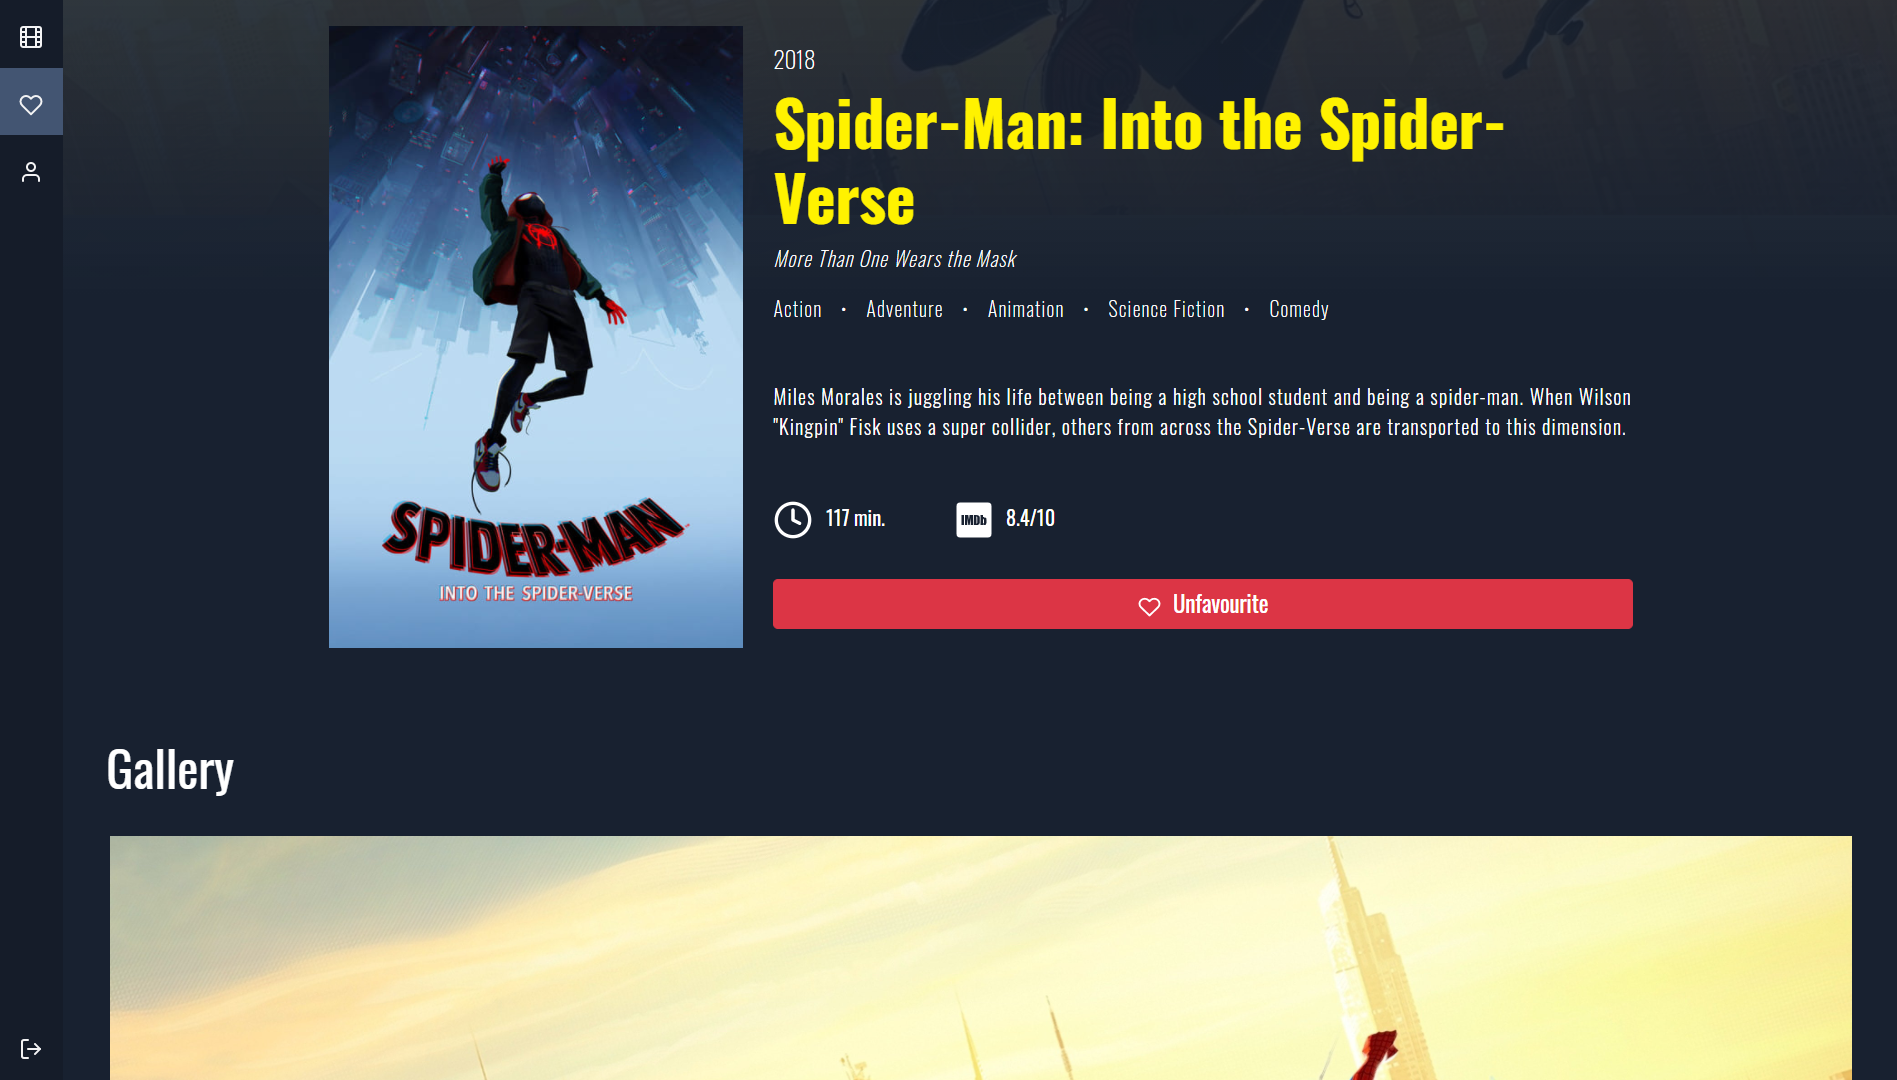 2018
Spider-Man: Into the Spider-
Verse
More Than One Wears the Mask
Action • Adventure • Animation • Science Fiction • Comedy
Miles Morales is juggling his life between being a high school student and being a spider-man. When Wilson
"Kingpin" Fisk uses a super collider, others from across the Spider-Verse are transported to this dimension.
117 min. IMDb 8.4/10
Unfavourite
SPIDER-MAN
INTO THE SPIDER-VERSE
Gallery